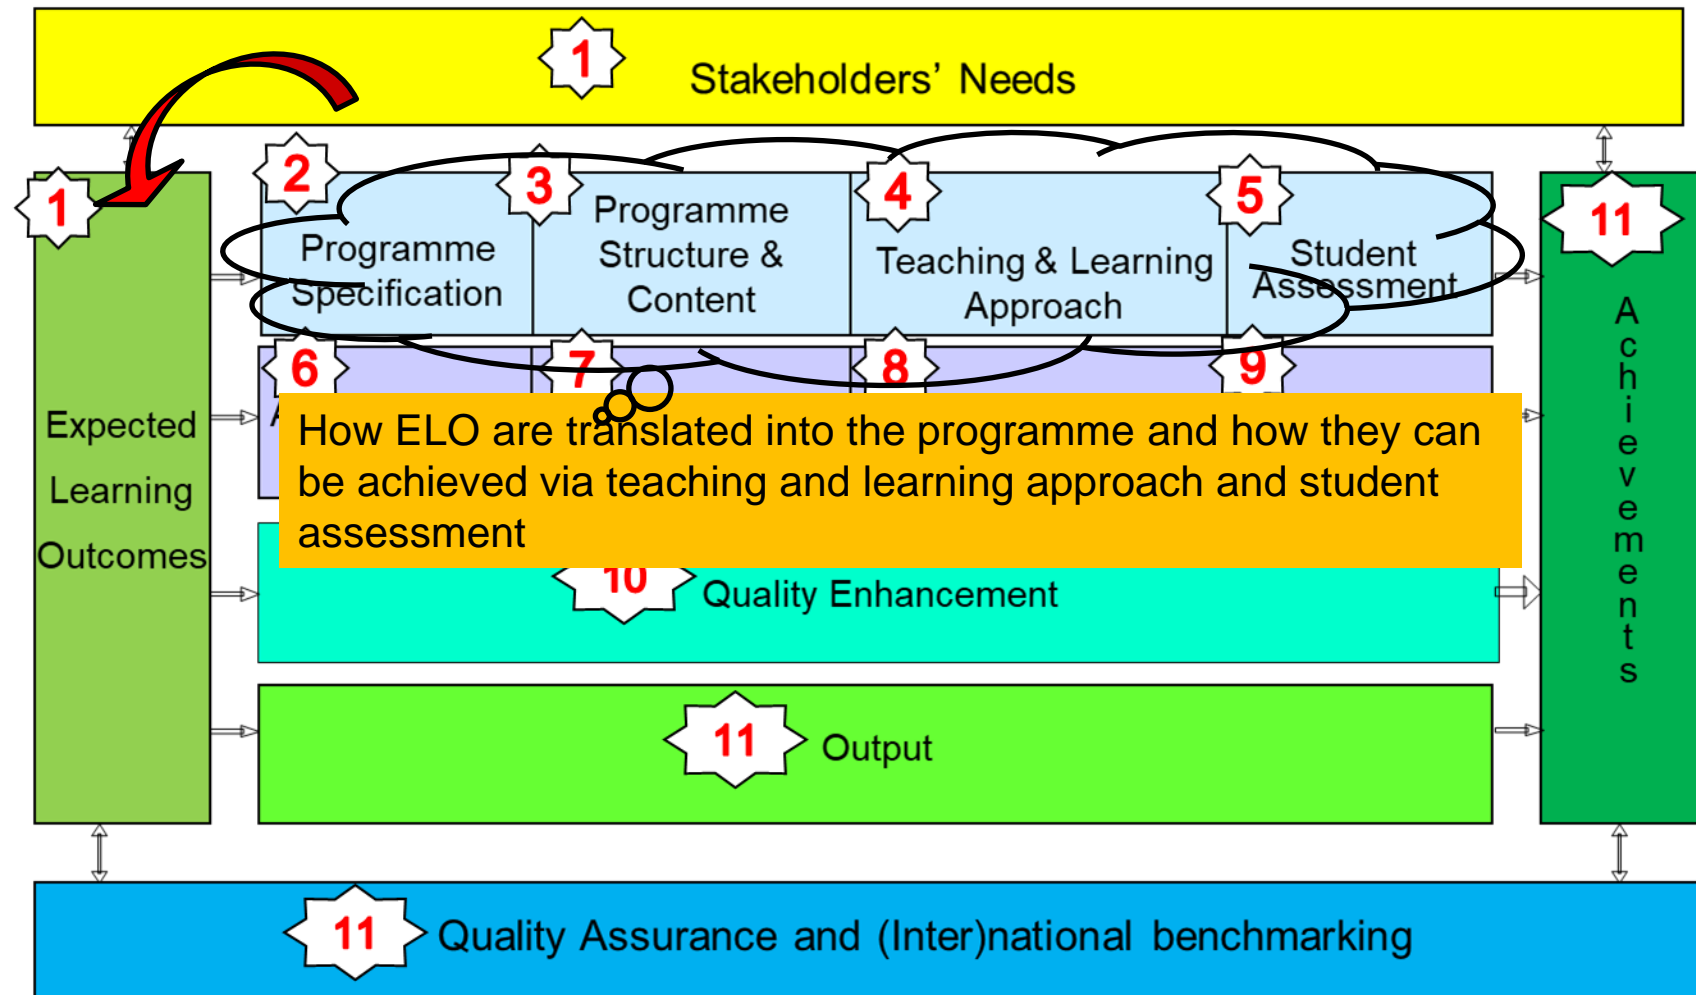 1
Stakeholders’ Needs
1
Expected
Learning
Outcomes
2
Programme
Specification
3
Programme
Structure &
Content
4
Teaching & Learning
Approach
5
Student
Assessment
6
7
8
9
How ELO are translated into the programme and how they can
be achieved via teaching and learning approach and student
assessment
10
Quality Enhancement
11
Output
11
Achievements
11
Quality Assurance and (Inter)national benchmarking